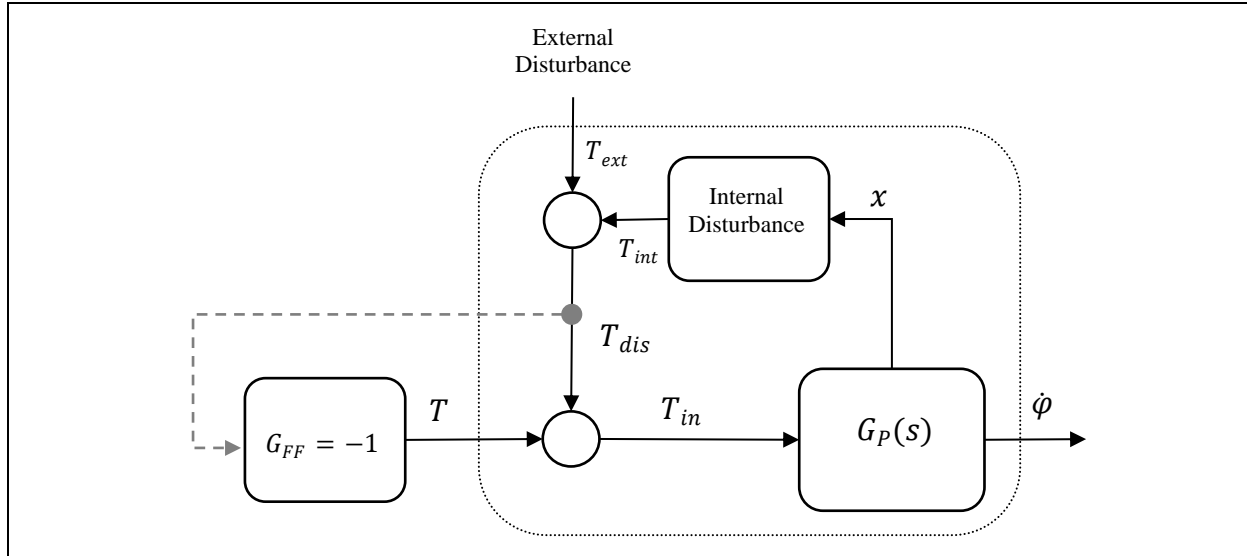 External
Disturbance
T_ext
Internal
Disturbance
x
T_int
T_dis
G_FF = −1
T
T_in
G_P(s)
φ̇